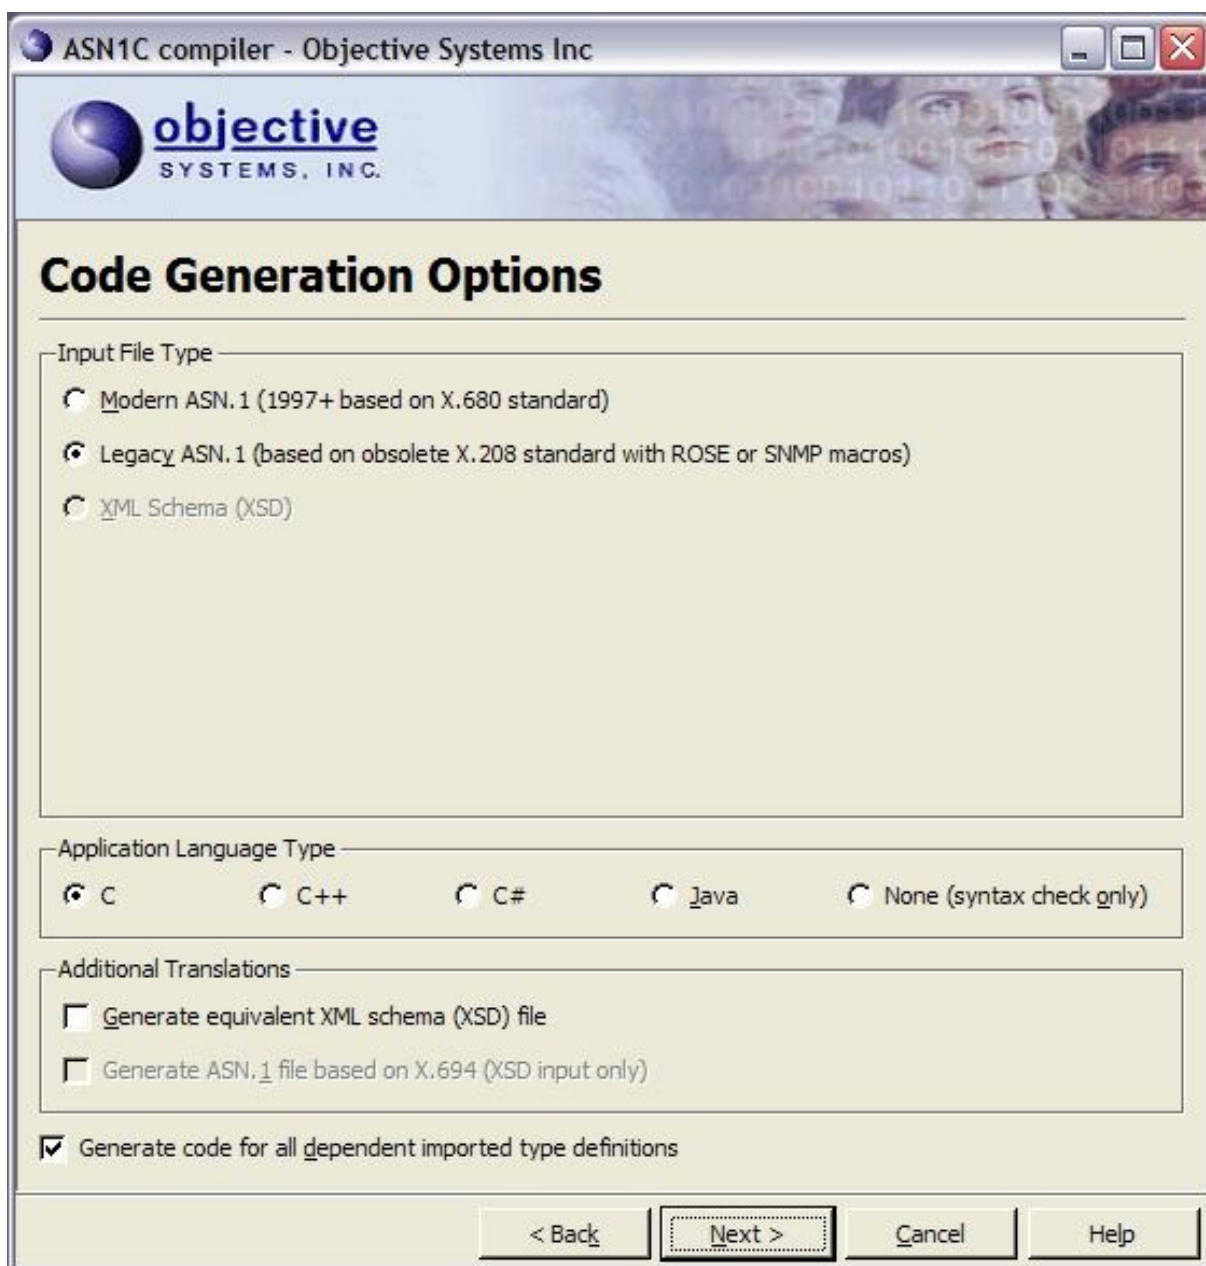 ASN1C compiler - Objective Systems Inc
objective
SYSTEMS, INC.
Code Generation Options
Input File Type
Modern ASN.1 (1997+ based on X.680 standard)
Legacy ASN.1 (based on obsolete X.208 standard with ROSE or SNMP macros)
XML Schema (XSD)
Application Language Type
C C++ C# Java None (syntax check only)
Additional Translations
Generate equivalent XML schema (XSD) file
Generate ASN.1 file based on X.694 (XSD input only)
Generate code for all dependent imported type definitions
< Back Next > Cancel Help